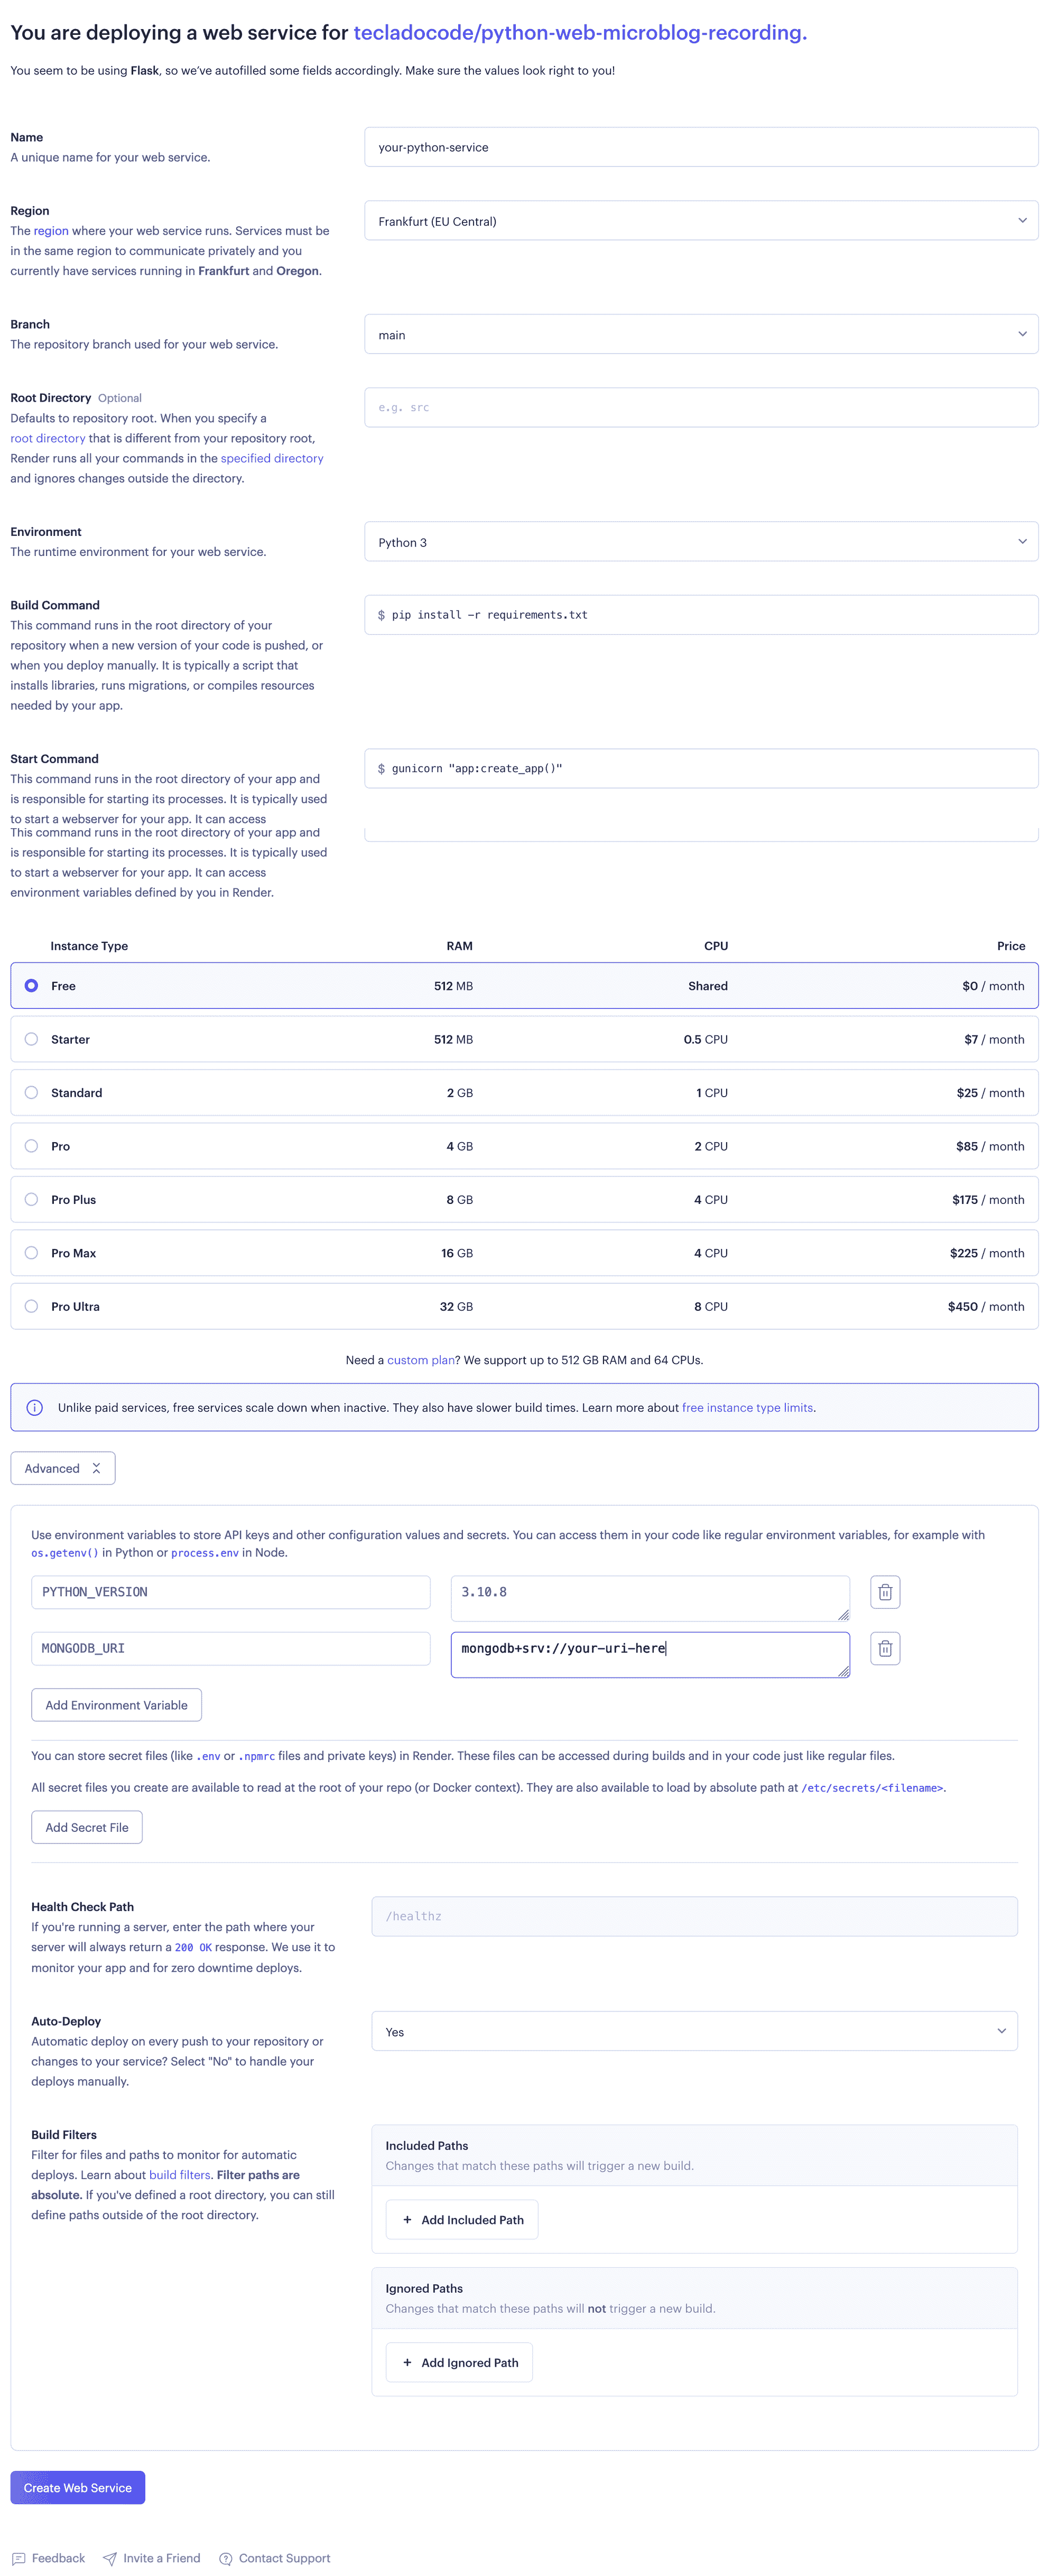 You are deploying a web service for tecladocode/python-web-microblog-recording.
You seem to be using Flask, so we've autofilled some fields accordingly. Make sure the values look right to you!
Name
A unique name for your web service.
your-python-service
Region
The region where your web service runs. Services must be
in the same region to communicate privately and you
currently have services running in Frankfurt and Oregon.
Frankfurt (EU Central)
Branch
The repository branch used for your web service.
main
Root Directory Optional
Defaults to repository root. When you specify a
root directory that is different from your repository root,
Render runs all your commands in the specified directory
and ignores changes outside the directory.
e.g. src
Environment
The runtime environment for your web service.
Python 3
Build Command
This command runs in the root directory of your
repository when a new version of your code is pushed, or
when you deploy manually. It is typically a script that
installs libraries, runs migrations, or compiles resources
needed by your app.
$ pip install -r requirements.txt
Start Command
This command runs in the root directory of your app and
is responsible for starting its processes. It is typically used
to start a webserver for your app. It can access
$ gunicorn "app:create_app()"
This command runs in the root directory of your app and
is responsible for starting its processes. It is typically used
to start a webserver for your app. It can access
environment variables defined by you in Render.
Instance Type RAM CPU Price
Free 512 MB Shared $0 / month
Starter 512 MB 0.5 CPU $7 / month
Standard 2 GB 1 CPU $25 / month
Pro 4 GB 2 CPU $85 / month
Pro Plus 8 GB 4 CPU $175 / month
Pro Max 16 GB 4 CPU $225 / month
Pro Ultra 32 GB 8 CPU $450 / month
Need a custom plan? We support up to 512 GB RAM and 64 CPUs.
Unlike paid services, free services scale down when inactive. They also have slower build times. Learn more about free instance type limits.
Advanced
Use environment variables to store API keys and other configuration values and secrets. You can access them in your code like regular environment variables, for example with
os.getenv() in Python or process.env in Node.
PYTHON_VERSION 3.10.8
MONGODB_URI mongodb+srv://your-uri-here
Add Environment Variable
You can store secret files (like .env or .npmrc files and private keys) in Render. These files can be accessed during builds and in your code just like regular files.
All secret files you create are available to read at the root of your repo (or Docker context). They are also available to load by absolute path at /etc/secrets/<filename>.
Add Secret File
Health Check Path
If you're running a server, enter the path where your
server will always return a 200 OK response. We use it to
monitor your app and for zero downtime deploys.
/healthz
Auto-Deploy
Automatic deploy on every push to your repository or
changes to your service? Select "No" to handle your
deploys manually.
Yes
Build Filters
Filter for files and paths to monitor for automatic
deploys. Learn about build filters. Filter paths are
absolute. If you've defined a root directory, you can still
define paths outside of the root directory.
Included Paths
Changes that match these paths will trigger a new build.
+ Add Included Path
Ignored Paths
Changes that match these paths will not trigger a new build.
+ Add Ignored Path
Create Web Service
Feedback Invite a Friend Contact Support